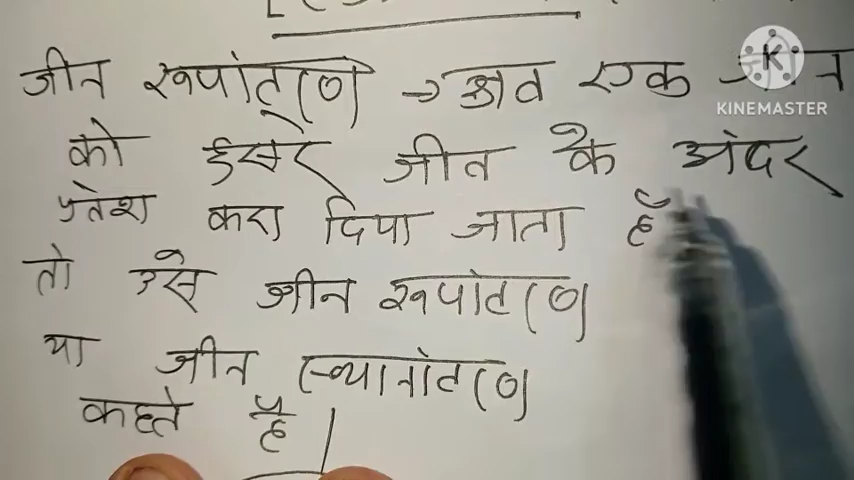 जीन रूपांतरण → जब एक जीन
को दूसरे जीन के अंदर
प्रवेश करा दिया जाता है
तो उसे जीन रूपांतरण
या जीन स्थानांतरण
कहते है।
KINEMASTER